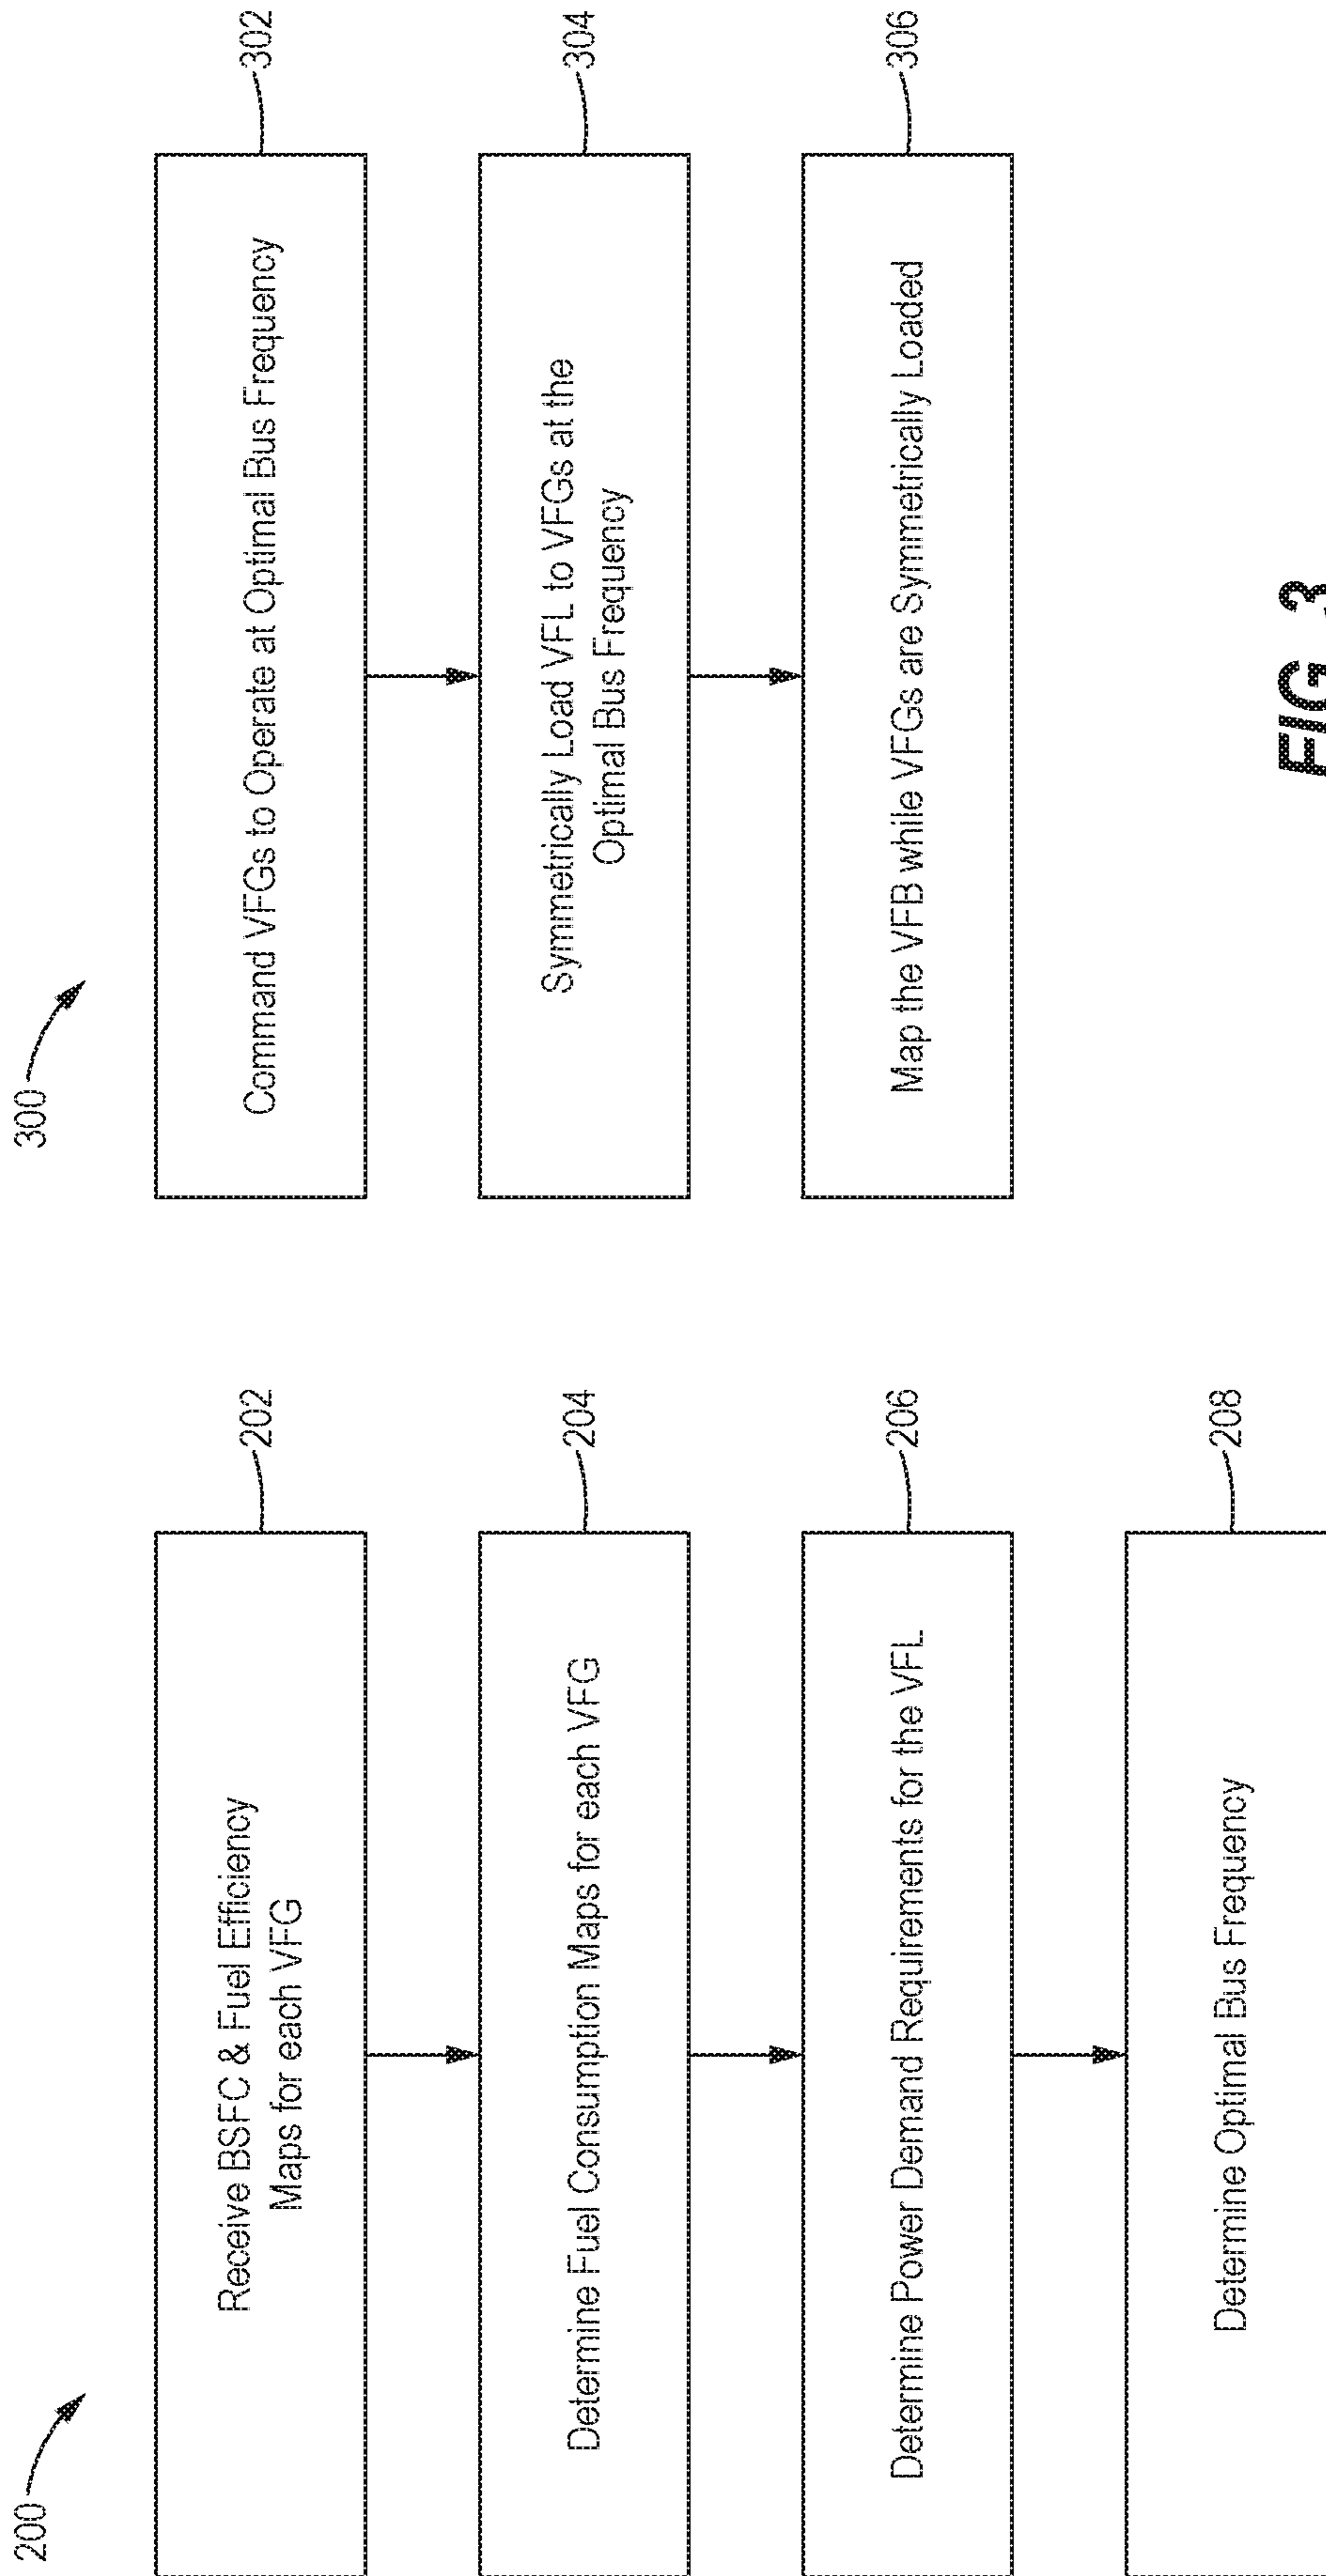 200
Receive BSFC & Fuel Efficiency
Maps for each VFG
202
Determine Fuel Consumption Maps for each VFG
204
Determine Power Demand Requirements for the VFL
206
Determine Optimal Bus Frequency
208
300
Command VFGs to Operate at Optimal Bus Frequency
302
Symmetrically Load VFL to VFGs at the
Optimal Bus Frequency
304
Map the VFB while VFGs are Symmetrically Loaded
306
FIG. 3